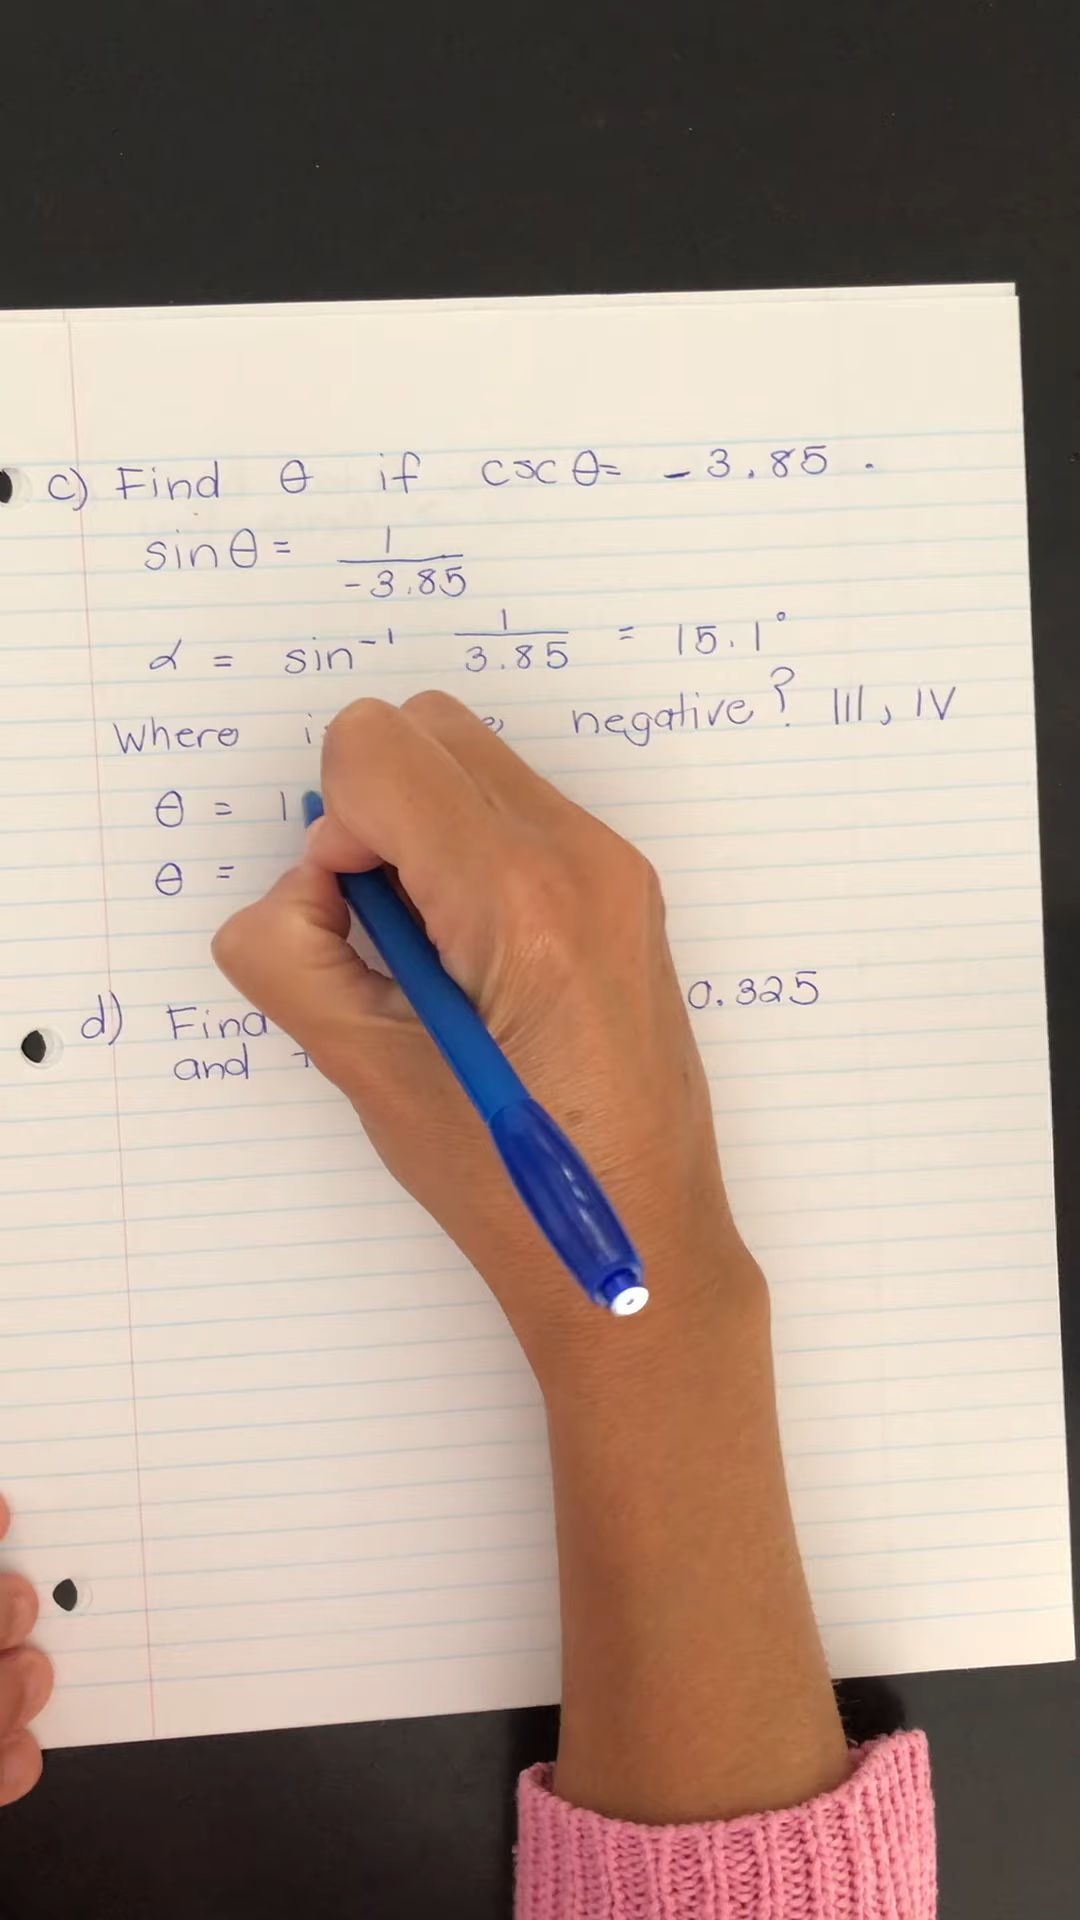 c) Find θ if csc θ= -3.85 .
sin θ = 1/-3.85
α = sin⁻¹ 1/3.85 = 15.1°
Where negative? III, IV
θ = 1
θ =
d) Find 0.325
and